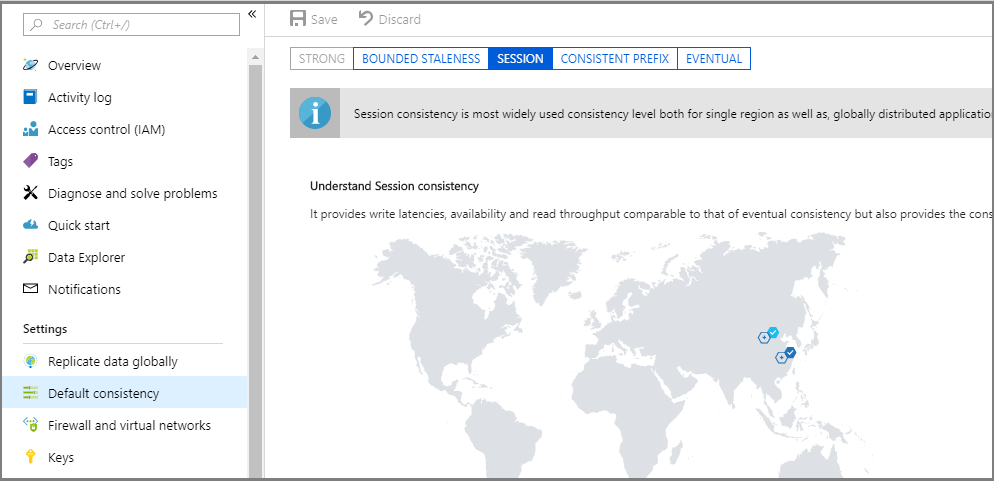 Search (Ctrl+/)
«
Overview
Activity log
Access control (IAM)
Tags
Diagnose and solve problems
Quick start
Data Explorer
Notifications
Settings
Replicate data globally
Default consistency
Firewall and virtual networks
Keys
Save Discard
STRONG BOUNDED STALENESS SESSION CONSISTENT PREFIX EVENTUAL
Session consistency is most widely used consistency level both for single region as well as, globally distributed application
Understand Session consistency
It provides write latencies, availability and read throughput comparable to that of eventual consistency but also provides the cons